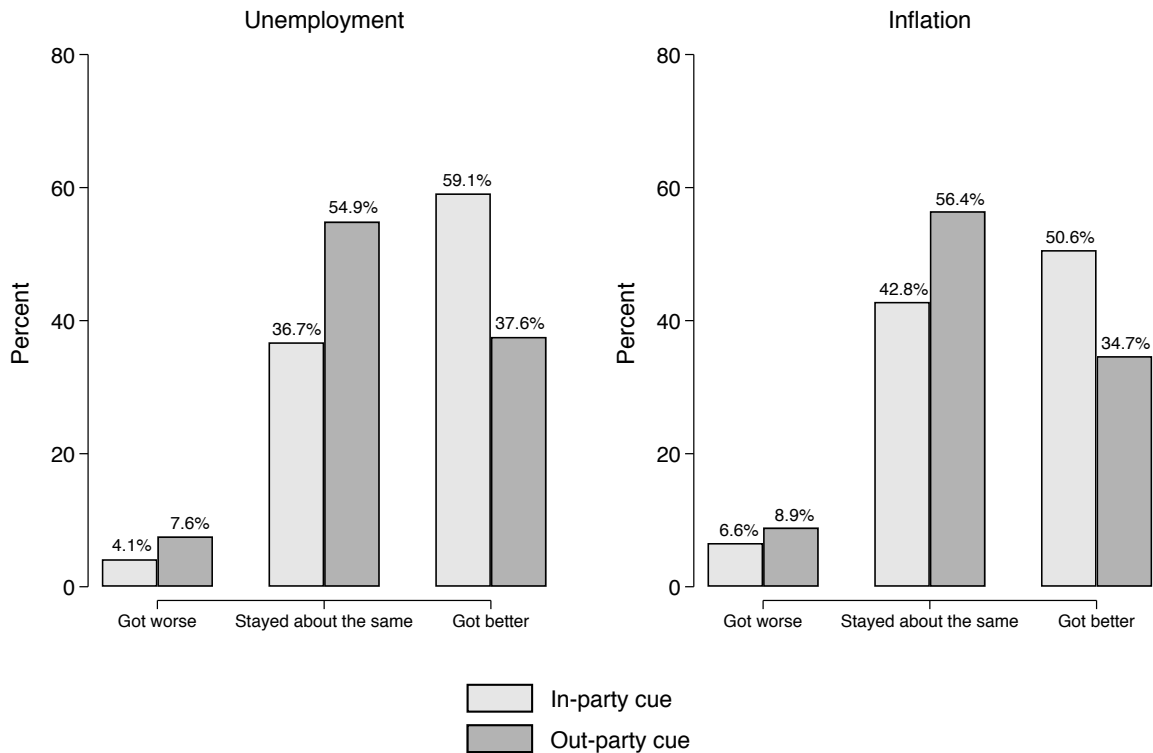 Unemployment
80
60
40
20
0
Percent
4.1%
7.6%
36.7%
54.9%
59.1%
37.6%
Got worse
Stayed about the same
Got better
Inflation
80
60
40
20
0
Percent
6.6%
8.9%
42.8%
56.4%
50.6%
34.7%
Got worse
Stayed about the same
Got better
In-party cue
Out-party cue